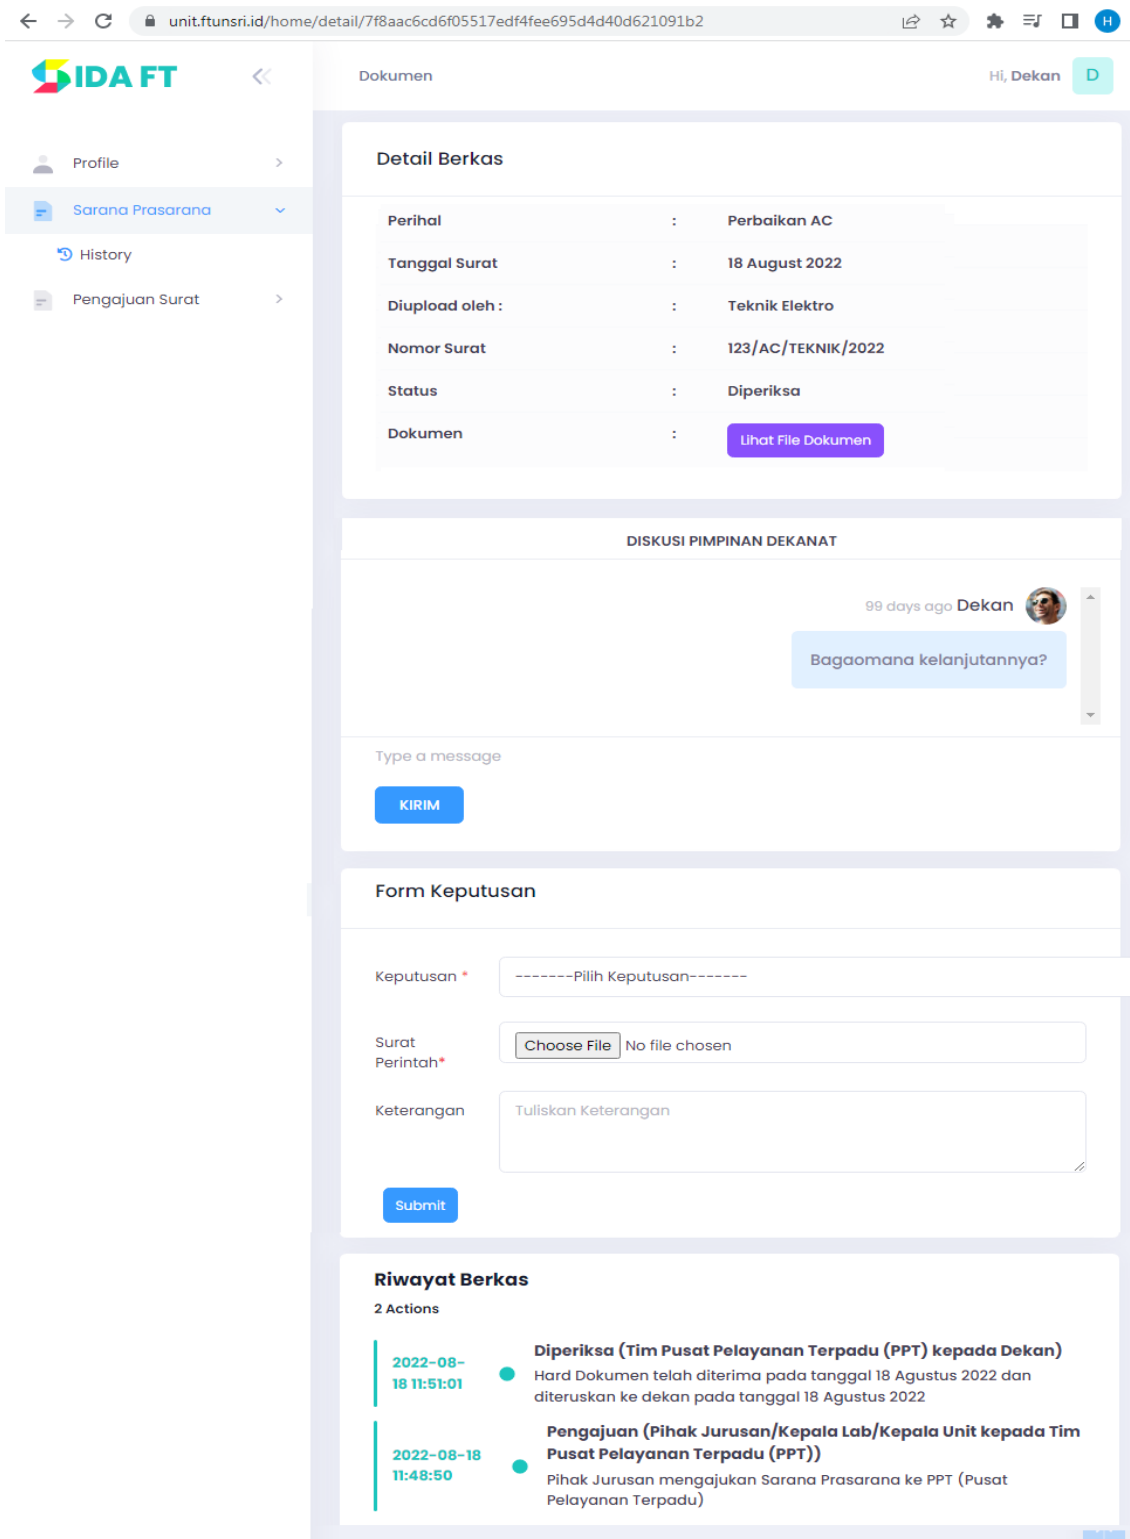 unit.ftunsri.id/home/detail/7f8aac6cd6f05517edf4fee695d4d40d621091b2
H
SIDA FT
Dokumen
Hi, Dekan D
Profile
Sarana Prasarana
History
Pengajuan Surat
Detail Berkas
Perihal : Perbaikan AC
Tanggal Surat : 18 August 2022
Diupload oleh : : Teknik Elektro
Nomor Surat : 123/AC/TEKNIK/2022
Status : Diperiksa
Dokumen : Lihat File Dokumen
DISKUSI PIMPINAN DEKANAT
99 days ago Dekan
Bagaomana kelanjutannya?
Type a message
KIRIM
Form Keputusan
Keputusan * -------Pilih Keputusan-------
Surat
Perintah*
Choose File No file chosen
Keterangan
Tuliskan Keterangan
Submit
Riwayat Berkas
2 Actions
2022-08-
18 11:51:01
Diperiksa (Tim Pusat Pelayanan Terpadu (PPT) kepada Dekan)
Hard Dokumen telah diterima pada tanggal 18 Agustus 2022 dan
diteruskan ke dekan pada tanggal 18 Agustus 2022
2022-08-18
11:48:50
Pengajuan (Pihak Jurusan/Kepala Lab/Kepala Unit kepada Tim
Pusat Pelayanan Terpadu (PPT))
Pihak Jurusan mengajukan Sarana Prasarana ke PPT (Pusat
Pelayanan Terpadu)